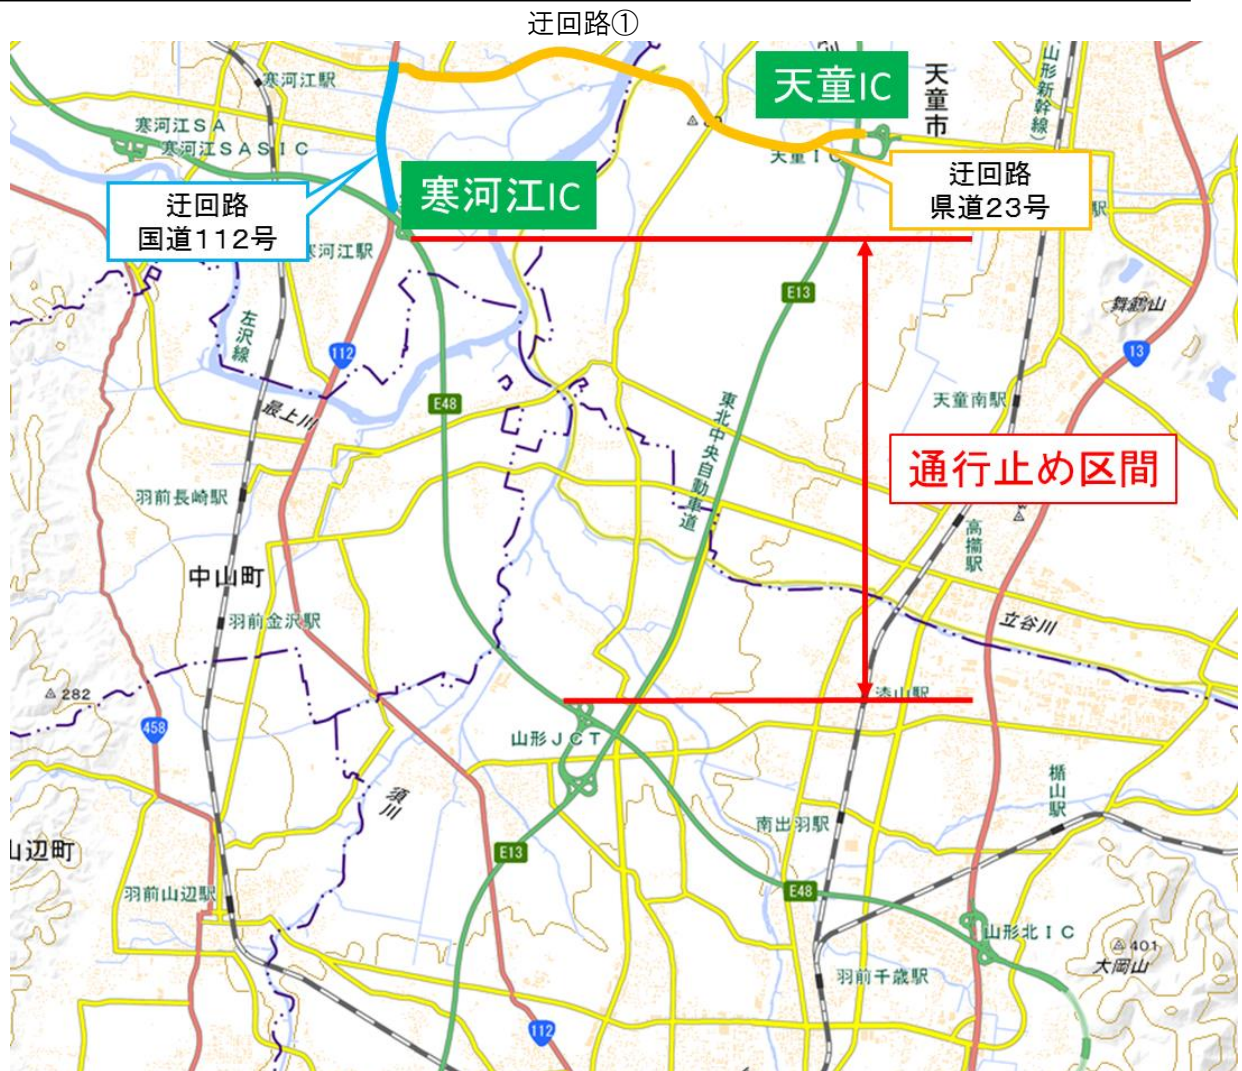 迂回路①
寒河江駅
天童IC
天童市
山形新幹線)
寒河江SA
寒河江SASIC
天童IC
迂回路
国道112号
寒河江IC
迂回路
県道23号
駅
寒河江駅
E13
舞鶴山
左沢線
112
13
E48
最上川
東北中央自動車道
天童南駅
通行止め区間
羽前長崎駅
高擶駅
中山町
羽前金沢駅
立谷川
282
漆山駅
458
山形JCT
須川
楯山駅
南出羽駅
山辺町
E13
羽前山辺駅
E48
山形北IC
401
大岡山
羽前千歳駅
112